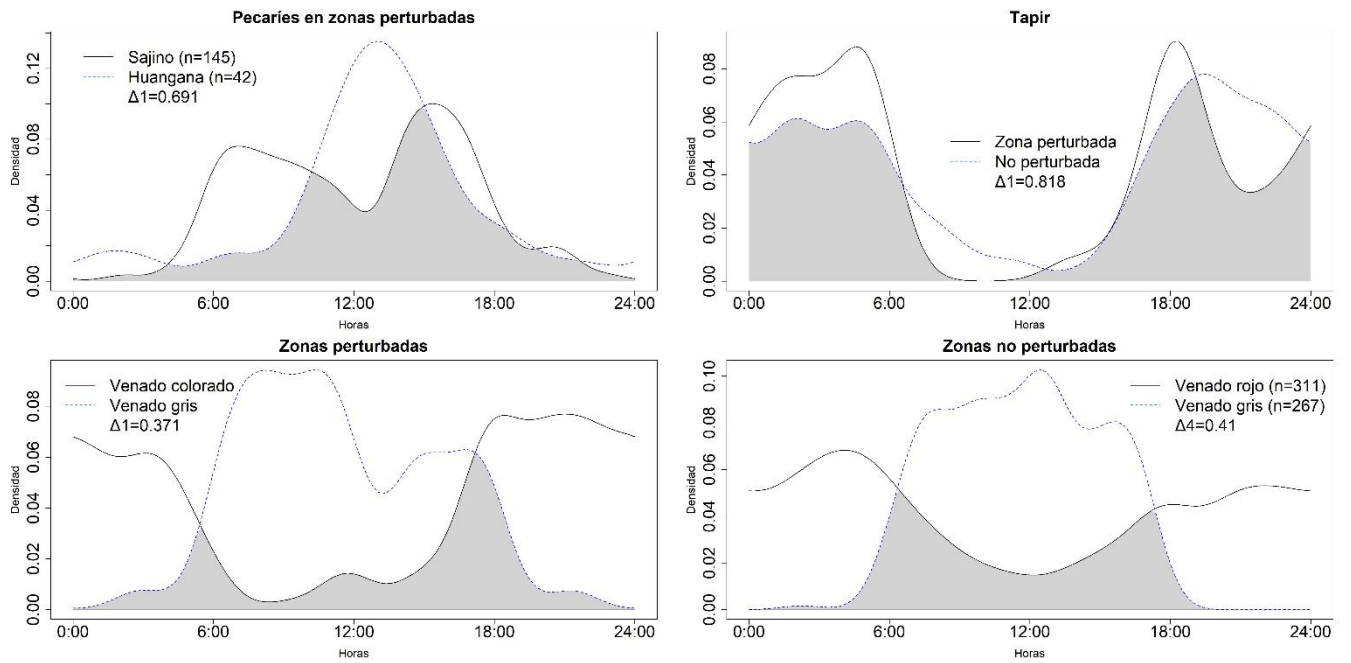 Pecaríes en zonas perturbadas
Sajino (n=145)
Huangana (n=42)
Δ1=0.691
Densidad
0.00
0.04
0.08
0.12
0:00 6:00 12:00 18:00 24:00
Horas
Tapir
Zona perturbada
No perturbada
Δ1=0.818
Densidad
0.00
0.02
0.04
0.06
0.08
0:00 6:00 12:00 18:00 24:00
Horas
Zonas perturbadas
Venado colorado
Venado gris
Δ1=0.371
Densidad
0.00
0.02
0.04
0.06
0.08
0:00 6:00 12:00 18:00 24:00
Horas
Zonas no perturbadas
Venado rojo (n=311)
Venado gris (n=267)
Δ4=0.41
Densidad
0.00
0.02
0.04
0.06
0.08
0.10
0:00 6:00 12:00 18:00 24:00
Horas